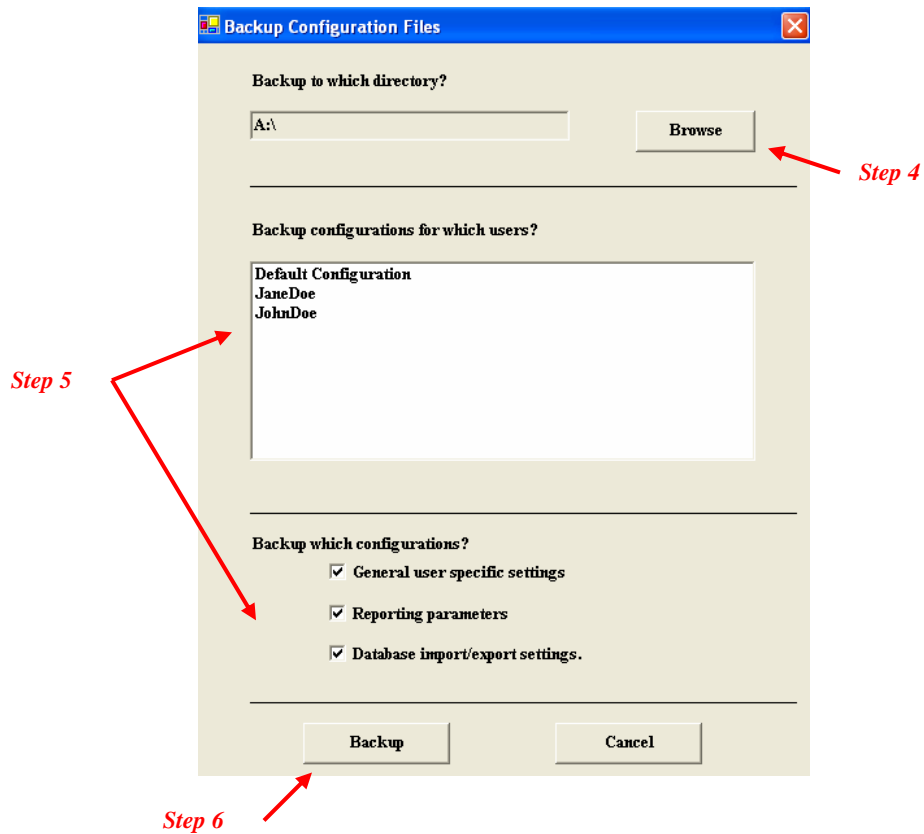 Backup Configuration Files
Backup to which directory?
A:\
Browse
Step 4
Backup configurations for which users?
Default Configuration
JaneDoe
JohnDoe
Step 5
Backup which configurations?
General user specific settings
Reporting parameters
Database import/export settings.
Backup
Cancel
Step 6